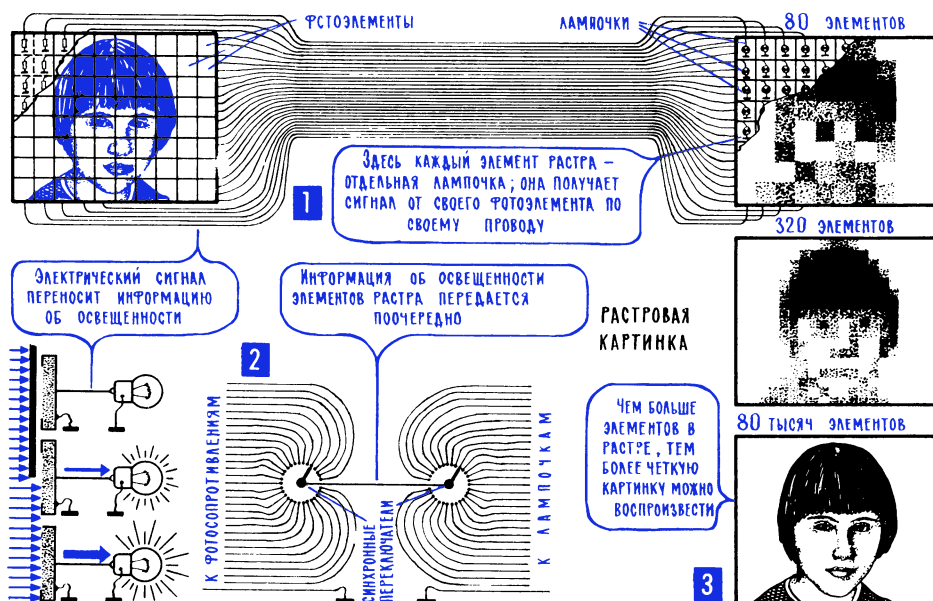 ФОТОЭЛЕМЕНТЫ
ЛАМПОЧКИ
80 ЭЛЕМЕНТОВ
ЗДЕСЬ КАЖДЫЙ ЭЛЕМЕНТ РАСТРА –
ОТДЕЛЬНАЯ ЛАМПОЧКА; ОНА ПОЛУЧАЕТ
СИГНАЛ ОТ СВОЕГО ФОТОЭЛЕМЕНТА ПО
СВОЕМУ ПРОВОДУ
1
320 ЭЛЕМЕНТОВ
ЭЛЕКТРИЧЕСКИЙ СИГНАЛ
ПЕРЕНОСИТ ИНФОРМАЦИЮ
ОБ ОСВЕЩЕННОСТИ
ИНФОРМАЦИЯ ОБ ОСВЕЩЕННОСТИ
ЭЛЕМЕНТОВ РАСТРА ПЕРЕДАЕТСЯ
ПООЧЕРЕДНО
РАСТРОВАЯ
КАРТИНКА
2
К ФОТОСОПРОТИВЛЕНИЯМ
СИНХРОННЫЕ
ПЕРЕКЛЮЧАТЕЛИ
К ЛАМПОЧКАМ
ЧЕМ БОЛЬШЕ
ЭЛЕМЕНТОВ В
РАСТРЕ, ТЕМ
БОЛЕЕ ЧЕТКУЮ
КАРТИНКУ МОЖНО
ВОСПРОИЗВЕСТИ
80 ТЫСЯЧ ЭЛЕМЕНТОВ
3